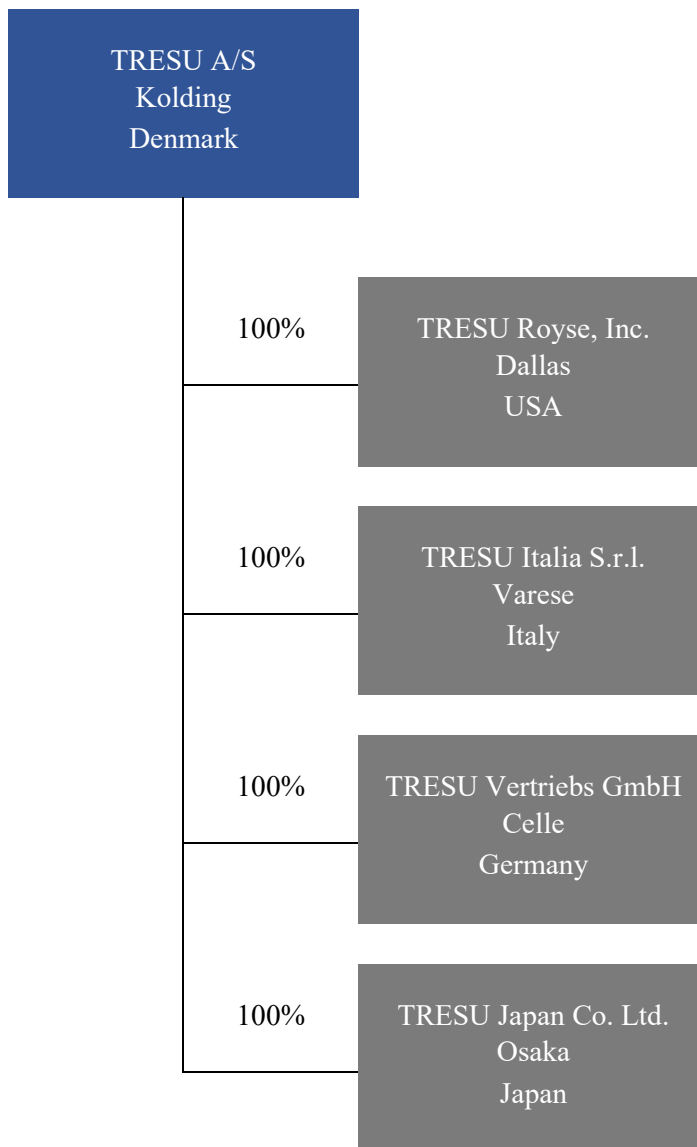 TRESU A/S
Kolding
Denmark
100%
TRESU Royse, Inc.
Dallas
USA
100%
TRESU Italia S.r.l.
Varese
Italy
100%
TRESU Vertriebs GmbH
Celle
Germany
100%
TRESU Japan Co. Ltd.
Osaka
Japan